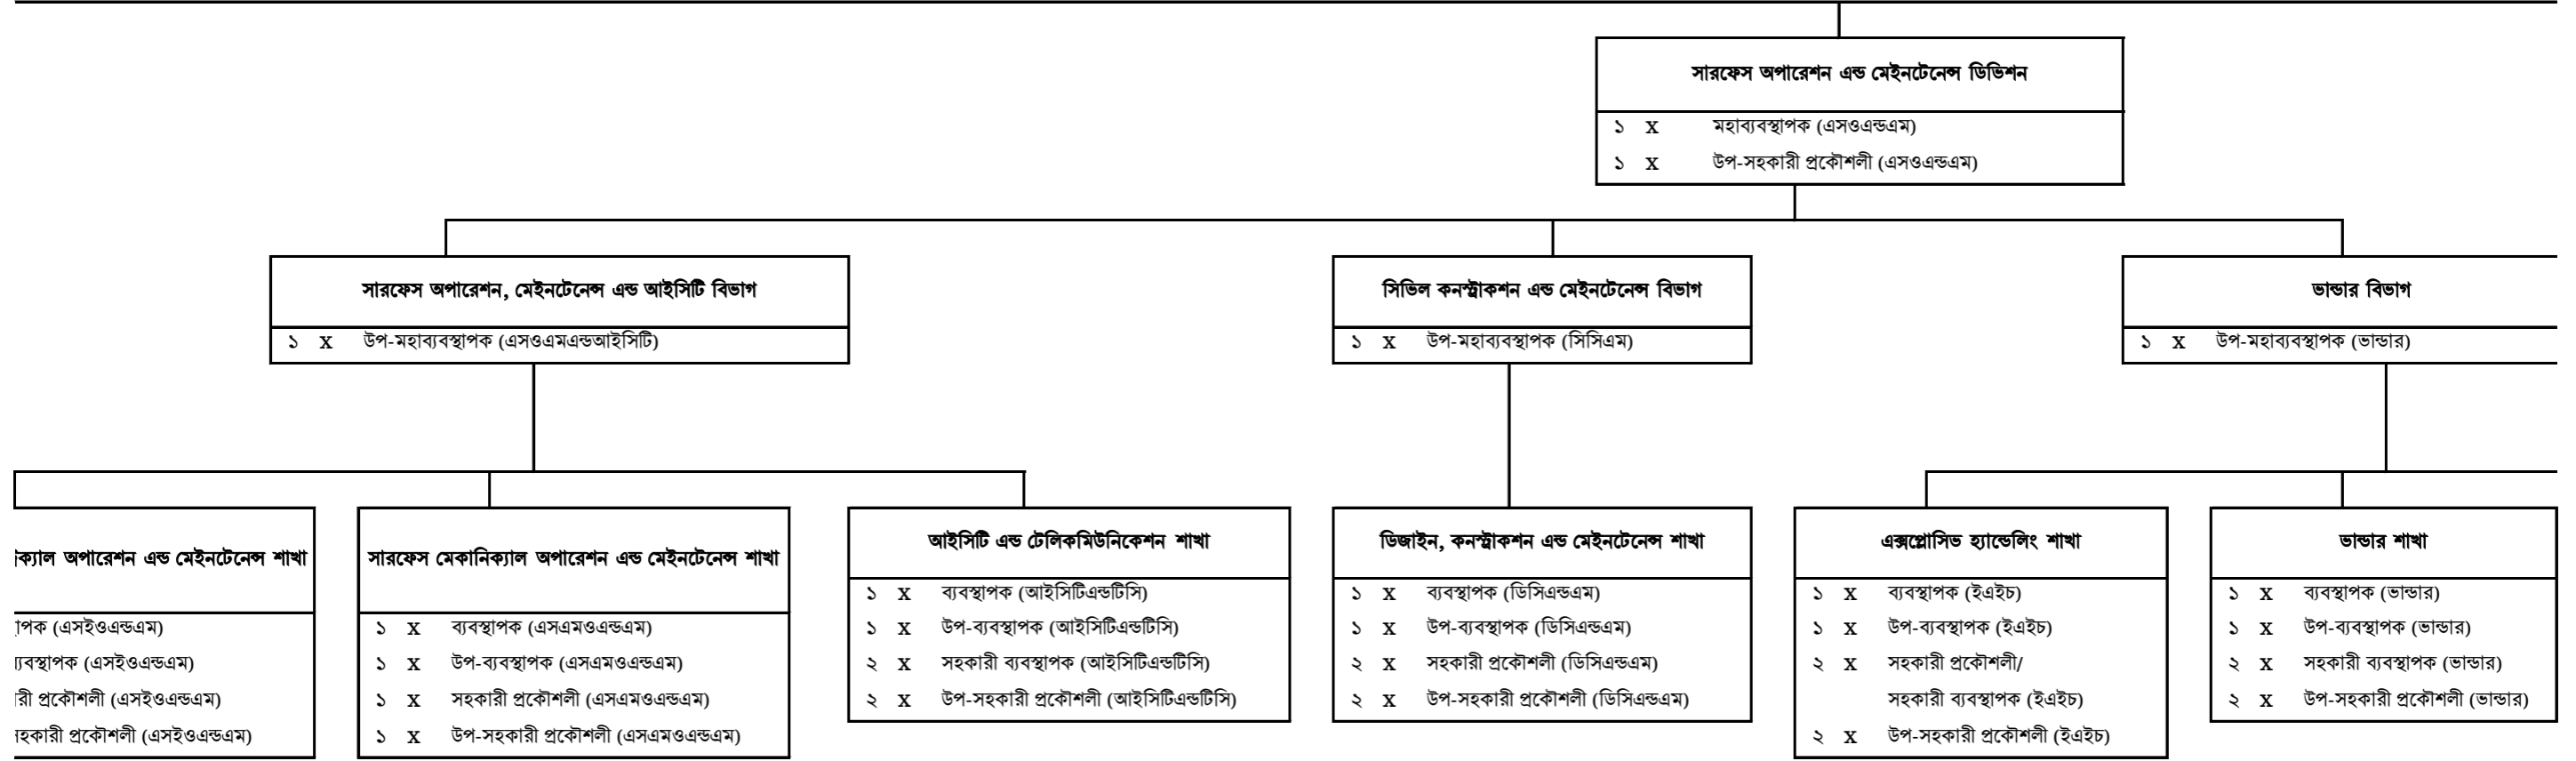 সারফেস অপারেশন এন্ড মেইনটেনেন্স ডিভিশন
১ x মহাব্যবস্থাপক (এসওএন্ডএম)
১ x উপ-সহকারী প্রকৌশলী (এসওএন্ডএম)
সারফেস অপারেশন, মেইনটেনেন্স এন্ড আইসিটি বিভাগ
১ x উপ-মহাব্যবস্থাপক (এসওএমএন্ডআইসিটি)
সিভিল কনস্ট্রাকশন এন্ড মেইনটেনেন্স বিভাগ
১ x উপ-মহাব্যবস্থাপক (সিসিএম)
ভান্ডার বিভাগ
১ x উপ-মহাব্যবস্থাপক (ভান্ডার)
অপারেশন এন্ড মেইনটেনেন্স শাখা
(এসইওএন্ডএম)
(এসইওএন্ডএম)
প্রকৌশলী (এসইওএন্ডএম)
প্রকৌশলী (এসইওএন্ডএম)
সারফেস মেকানিক্যাল অপারেশন এন্ড মেইনটেনেন্স শাখা
১ x ব্যবস্থাপক (এসএমওএন্ডএম)
১ x উপ-ব্যবস্থাপক (এসএমওএন্ডএম)
১ x সহকারী প্রকৌশলী (এসএমওএন্ডএম)
১ x উপ-সহকারী প্রকৌশলী (এসএমওএন্ডএম)
আইসিটি এন্ড টেলিকমিউনিকেশন শাখা
১ x ব্যবস্থাপক (আইসিটিএন্ডটিসি)
১ x উপ-ব্যবস্থাপক (আইসিটিএন্ডটিসি)
২ x সহকারী ব্যবস্থাপক (আইসিটিএন্ডটিসি)
২ x উপ-সহকারী প্রকৌশলী (আইসিটিএন্ডটিসি)
ডিজাইন, কনস্ট্রাকশন এন্ড মেইনটেনেন্স শাখা
১ x ব্যবস্থাপক (ডিসিএন্ডএম)
১ x উপ-ব্যবস্থাপক (ডিসিএন্ডএম)
২ x সহকারী প্রকৌশলী (ডিসিএন্ডএম)
২ x উপ-সহকারী প্রকৌশলী (ডিসিএন্ডএম)
এক্সপ্লোসিভ হ্যান্ডেলিং শাখা
১ x ব্যবস্থাপক (ইএইচ)
১ x উপ-ব্যবস্থাপক (ইএইচ)
২ x সহকারী প্রকৌশলী/
সহকারী ব্যবস্থাপক (ইএইচ)
২ x উপ-সহকারী প্রকৌশলী (ইএইচ)
ভান্ডার শাখা
১ x ব্যবস্থাপক (ভান্ডার)
১ x উপ-ব্যবস্থাপক (ভান্ডার)
২ x সহকারী ব্যবস্থাপক (ভান্ডার)
২ x উপ-সহকারী প্রকৌশলী (ভান্ডার)